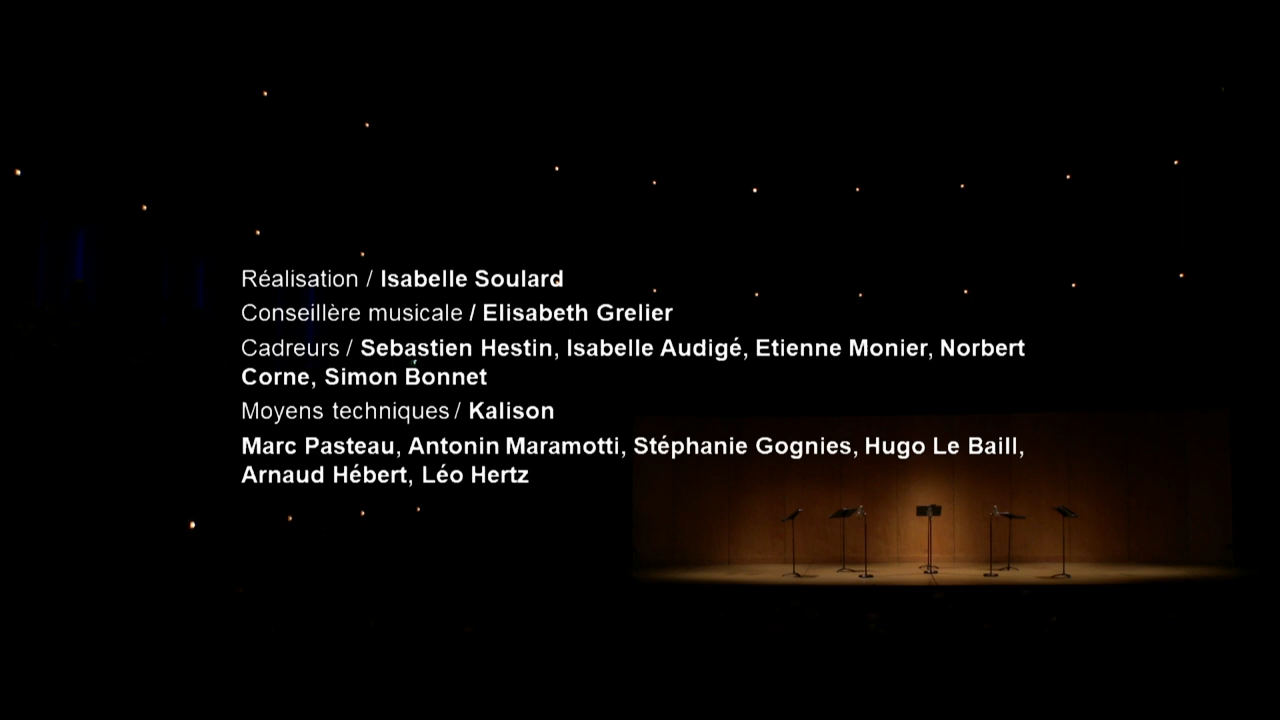 Réalisation / Isabelle Soulard
Conseillère musicale / Elisabeth Grelier
Cadreurs / Sebastien Hestin, Isabelle Audigé, Etienne Monier, Norbert
Corne, Simon Bonnet
Moyens techniques / Kalison
Marc Pasteau, Antonin Maramotti, Stéphanie Gognies, Hugo Le Baill,
Arnaud Hébert, Léo Hertz